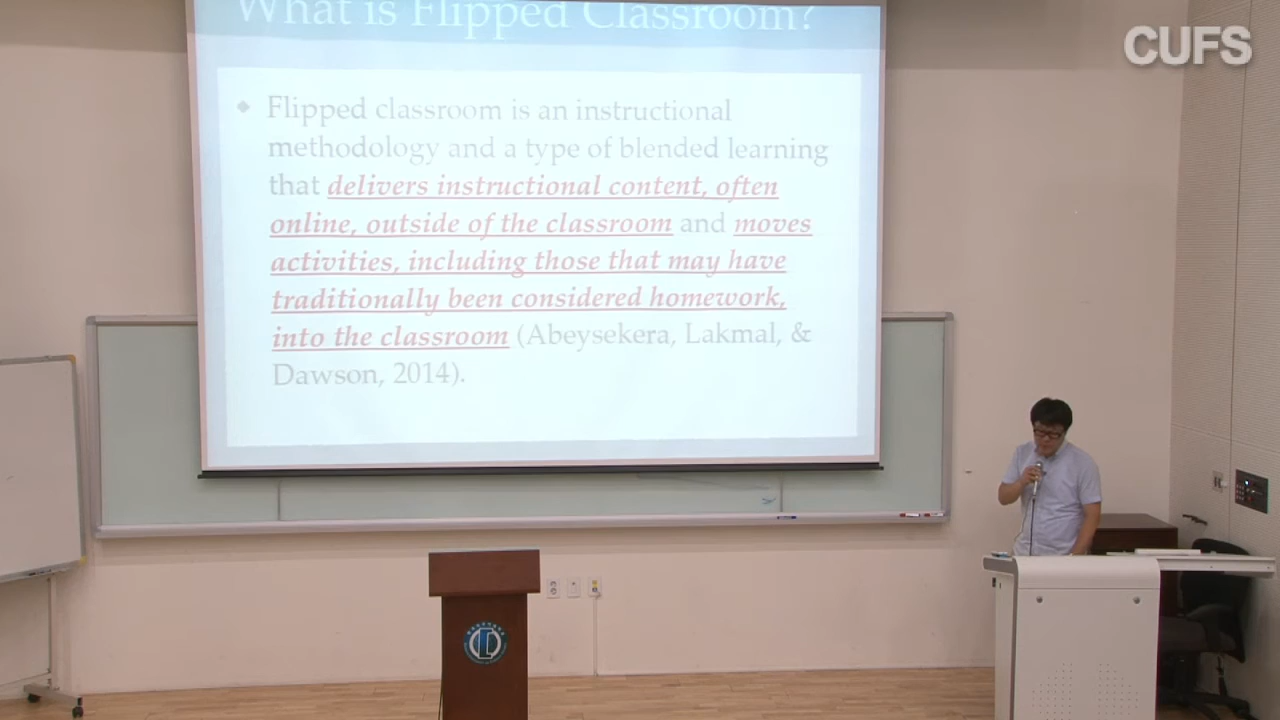 What is Flipped Classroom?
CUFS
◆ Flipped classroom is an instructional
methodology and a type of blended learning
that delivers instructional content, often
online, outside of the classroom and moves
activities, including those that may have
traditionally been considered homework,
into the classroom (Abeysekera, Lakmal, &
Dawson, 2014).